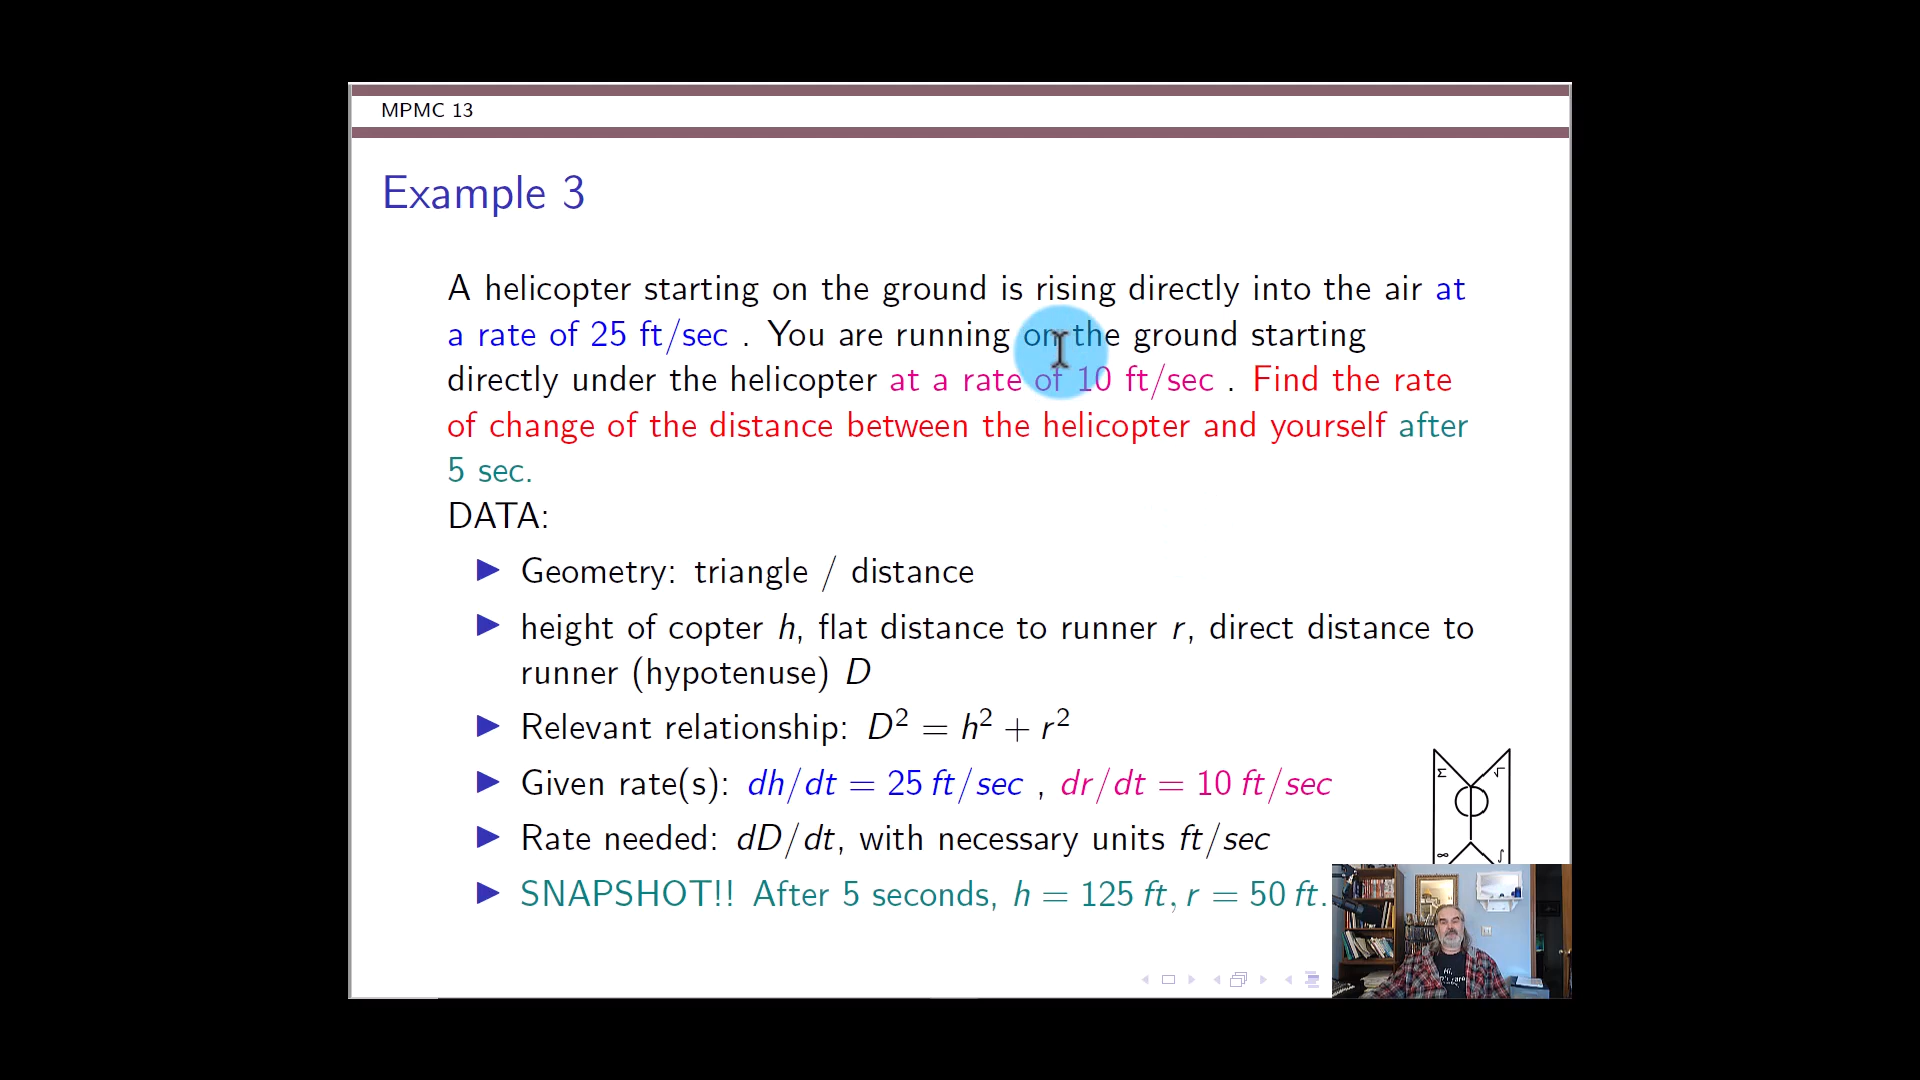 MPMC 13
Example 3
A helicopter starting on the ground is rising directly into the air at
a rate of 25 ft/sec . You are running on the ground starting
directly under the helicopter at a rate of 10 ft/sec . Find the rate
of change of the distance between the helicopter and yourself after
5 sec.
DATA:
▶ Geometry: triangle / distance
▶ height of copter h, flat distance to runner r, direct distance to
runner (hypotenuse) D
▶ Relevant relationship: D² = h² + r²
▶ Given rate(s): dh/dt = 25 ft/sec , dr/dt = 10 ft/sec
▶ Rate needed: dD/dt, with necessary units ft/sec
▶ SNAPSHOT!! After 5 seconds, h = 125 ft, r = 50 ft.
Σ √
∞ ∫
Hi,